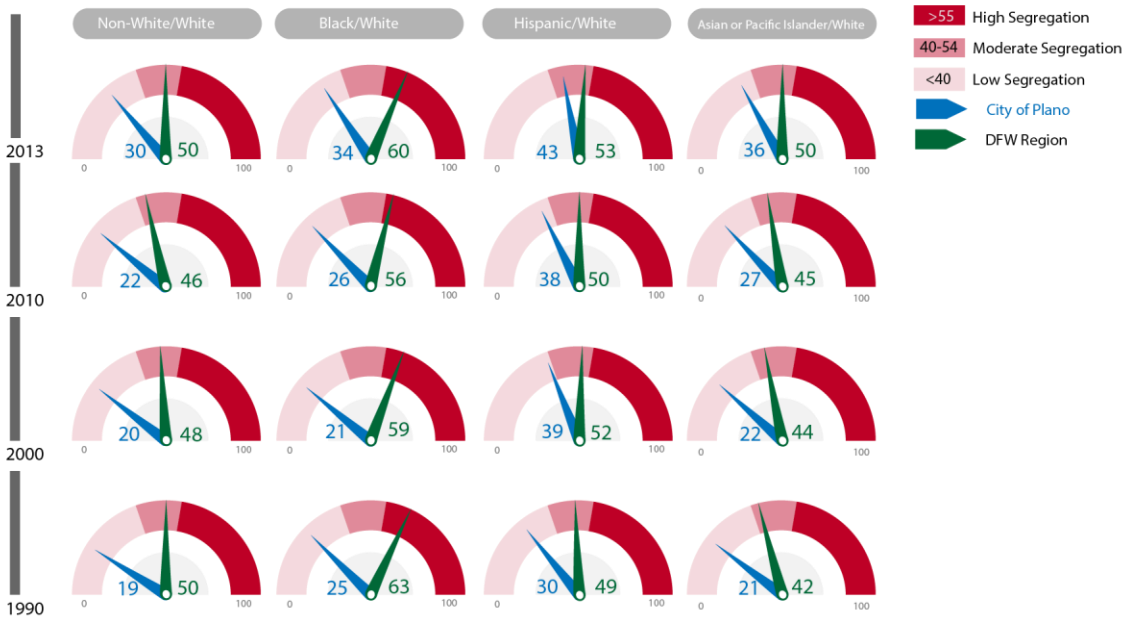 Non-White/White Black/White Hispanic/White Asian or Pacific Islander/White
>55 High Segregation
40-54 Moderate Segregation
<40 Low Segregation
City of Plano
DFW Region
2013
30 50 34 60 43 53 36 50
0 100 0 100 0 100 0 100
2010
22 46 26 56 38 50 27 45
0 100 0 100 0 100 0 100
2000
20 48 21 59 39 52 22 44
0 100 0 100 0 100 0 100
1990
19 50 25 63 30 49 21 42
0 100 0 100 0 100 0 100